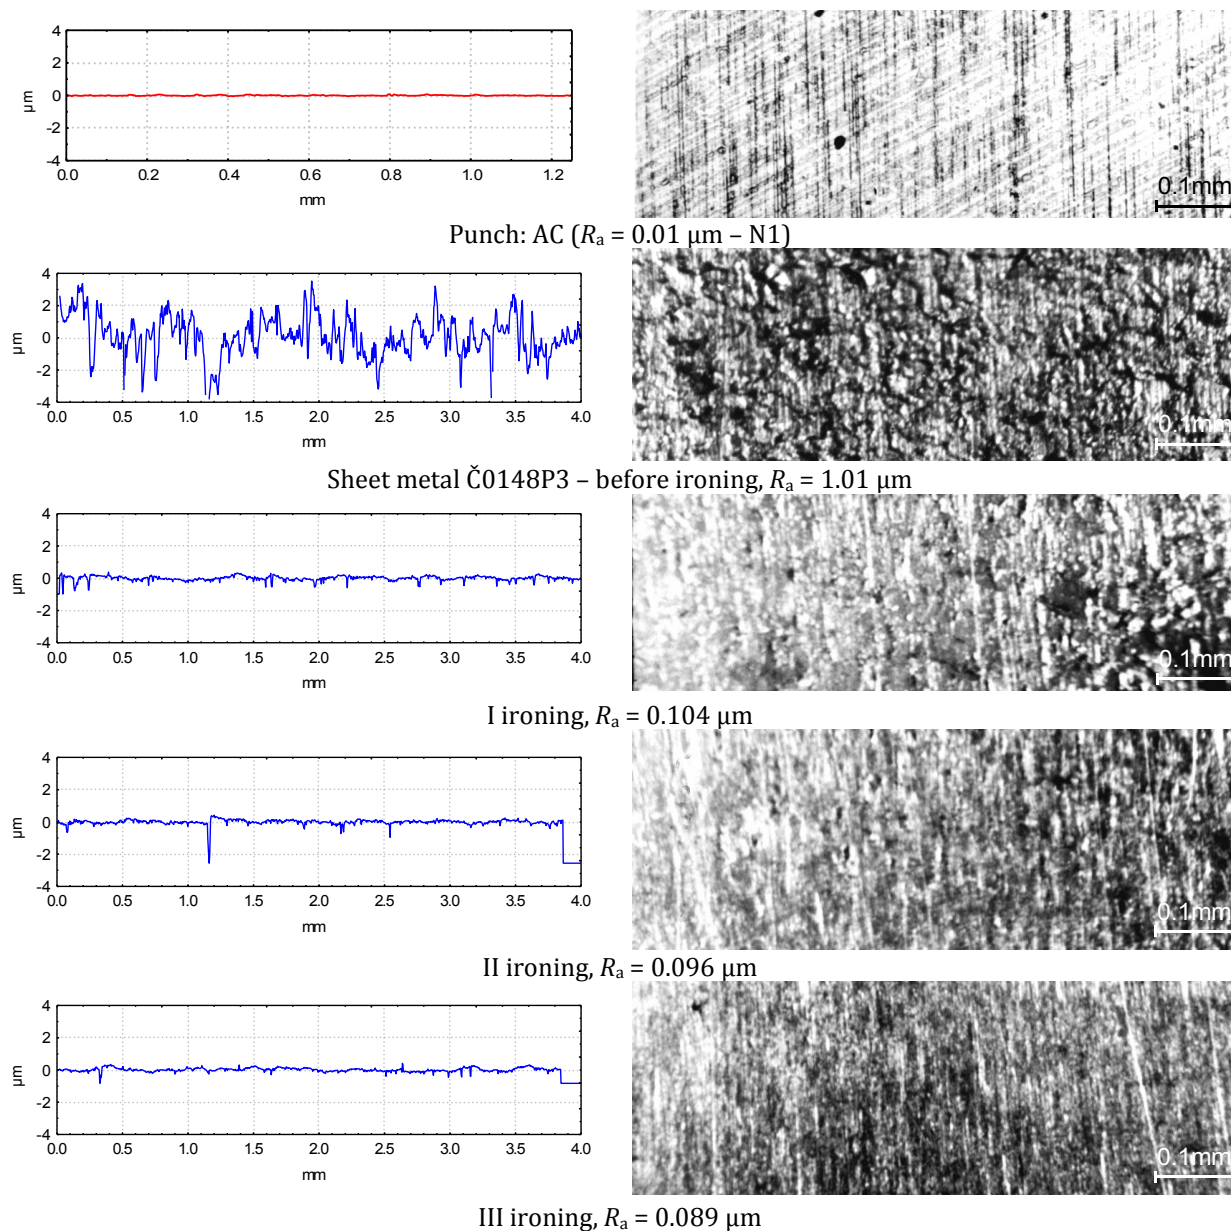 4
2
0
-2
-4
µm
0.0 0.2 0.4 0.6 0.8 1.0 1.2
mm
0.1mm
Punch: AC (Ra = 0.01 μm – N1)
4
2
0
-2
-4
µm
0.0 0.5 1.0 1.5 2.0 2.5 3.0 3.5 4.0
mm
0.1mm
Sheet metal Č0148P3 – before ironing, Ra = 1.01 μm
4
2
0
-2
-4
µm
0.0 0.5 1.0 1.5 2.0 2.5 3.0 3.5 4.0
mm
0.1mm
I ironing, Ra = 0.104 μm
4
2
0
-2
-4
µm
0.0 0.5 1.0 1.5 2.0 2.5 3.0 3.5 4.0
mm
0.1mm
II ironing, Ra = 0.096 μm
4
2
0
-2
-4
µm
0.0 0.5 1.0 1.5 2.0 2.5 3.0 3.5 4.0
mm
0.1mm
III ironing, Ra = 0.089 μm